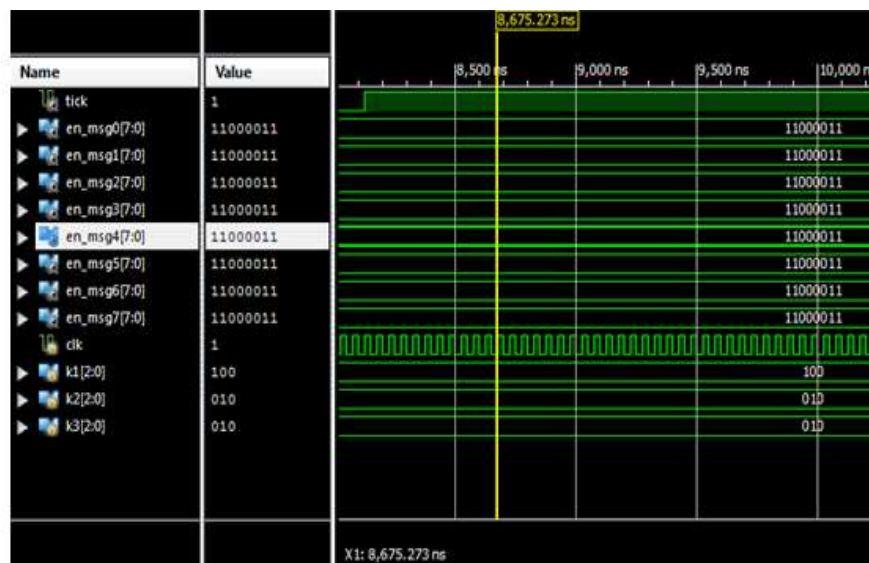 8,675.273 ns
Name Value 8,500 ns 9,000 ns 9,500 ns 10,000 n
tick 1
en_msg0[7:0] 11000011 11000011
en_msg1[7:0] 11000011 11000011
en_msg2[7:0] 11000011 11000011
en_msg3[7:0] 11000011 11000011
en_msg4[7:0] 11000011 11000011
en_msg5[7:0] 11000011 11000011
en_msg6[7:0] 11000011 11000011
en_msg7[7:0] 11000011 11000011
clk 1
k1[2:0] 100 100
k2[2:0] 010 010
k3[2:0] 010 010
X1: 8,675.273 ns